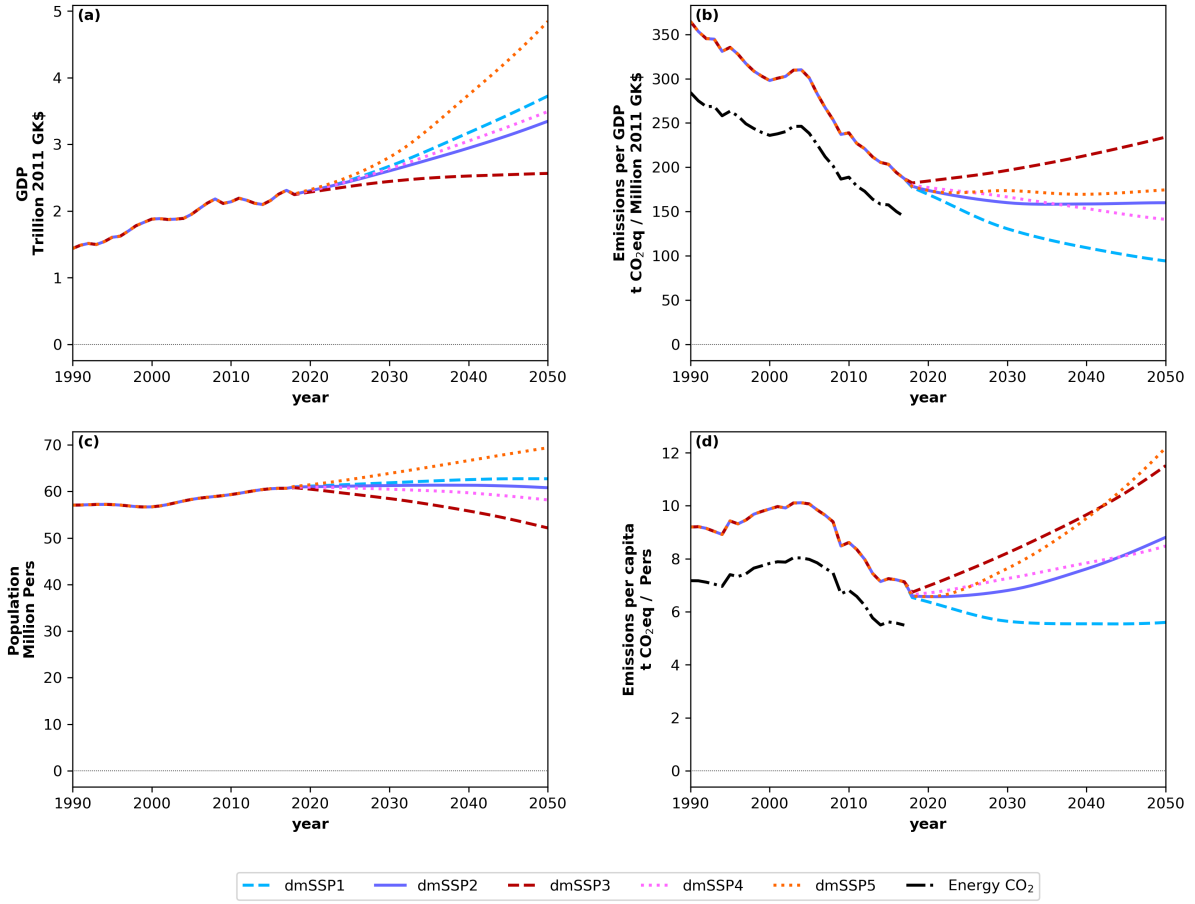 (a)
5
4
3
2
1
0
GDP
Trillion 2011 GK$
1990 2000 2010 2020 2030 2040 2050
year
(b)
350
300
250
200
150
100
50
0
Emissions per GDP
t CO₂eq / Million 2011 GK$
1990 2000 2010 2020 2030 2040 2050
year
(c)
70
60
50
40
30
20
10
0
Population
Million Pers
1990 2000 2010 2020 2030 2040 2050
year
(d)
12
10
8
6
4
2
0
Emissions per capita
t CO₂eq / Pers
1990 2000 2010 2020 2030 2040 2050
year
dmSSP1 dmSSP2 dmSSP3 dmSSP4 dmSSP5 Energy CO₂